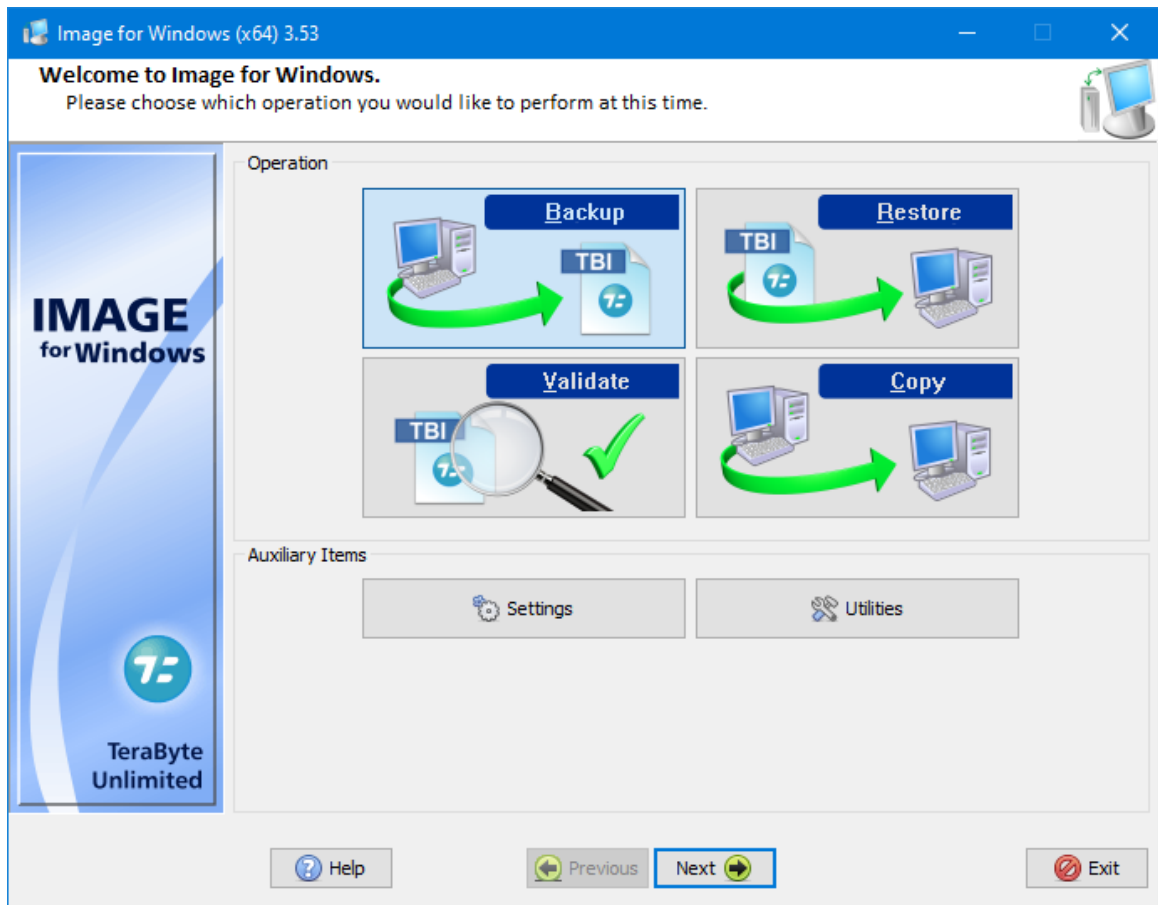 Image for Windows (x64) 3.53
Welcome to Image for Windows.
Please choose which operation you would like to perform at this time.
IMAGE
for Windows
TeraByte
Unlimited
Operation
Backup
TBI
Restore
TBI
Validate
TBI
Copy
Auxiliary Items
Settings
Utilities
Help
Previous
Next
Exit